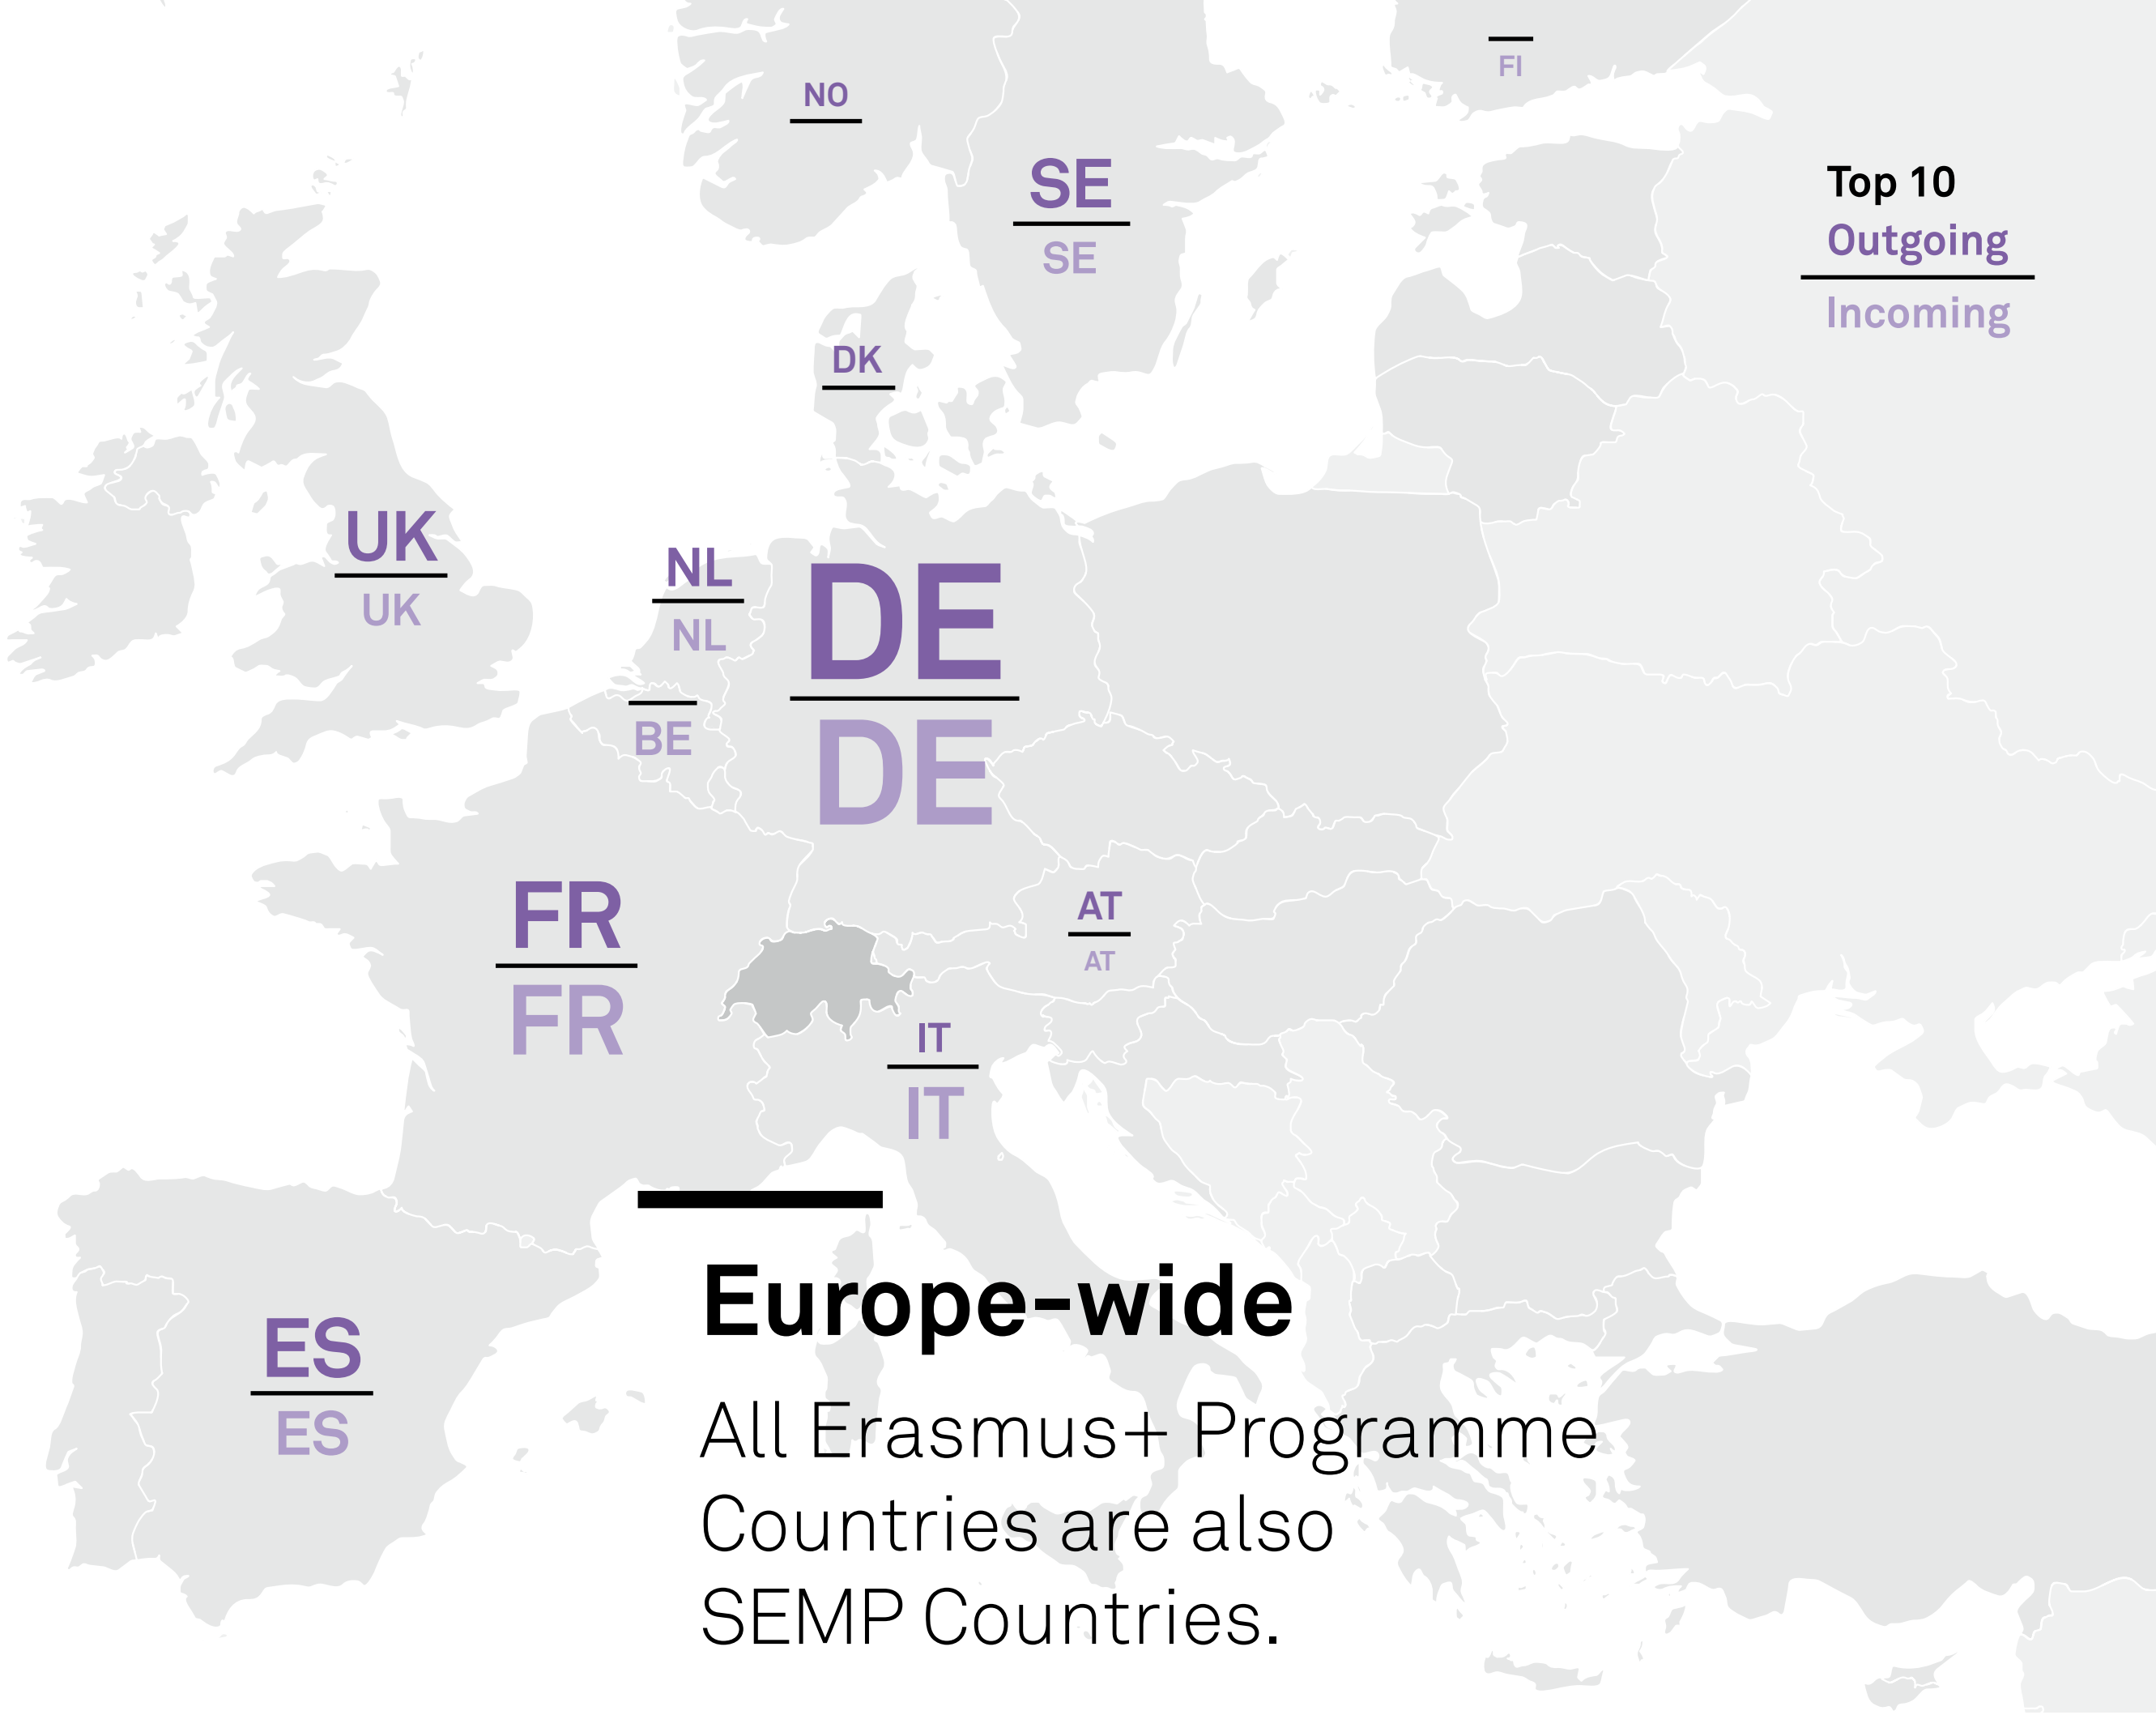 FI
NO
SE
SE
Top 10
Outgoing
Incoming
DK
UK
UK
NL
NL
DE
DE
BE
FR
FR
AT
AT
IT
IT
ES
ES
Europe-wide
All Erasmus+ Programme
Countries are also
SEMP Countries.